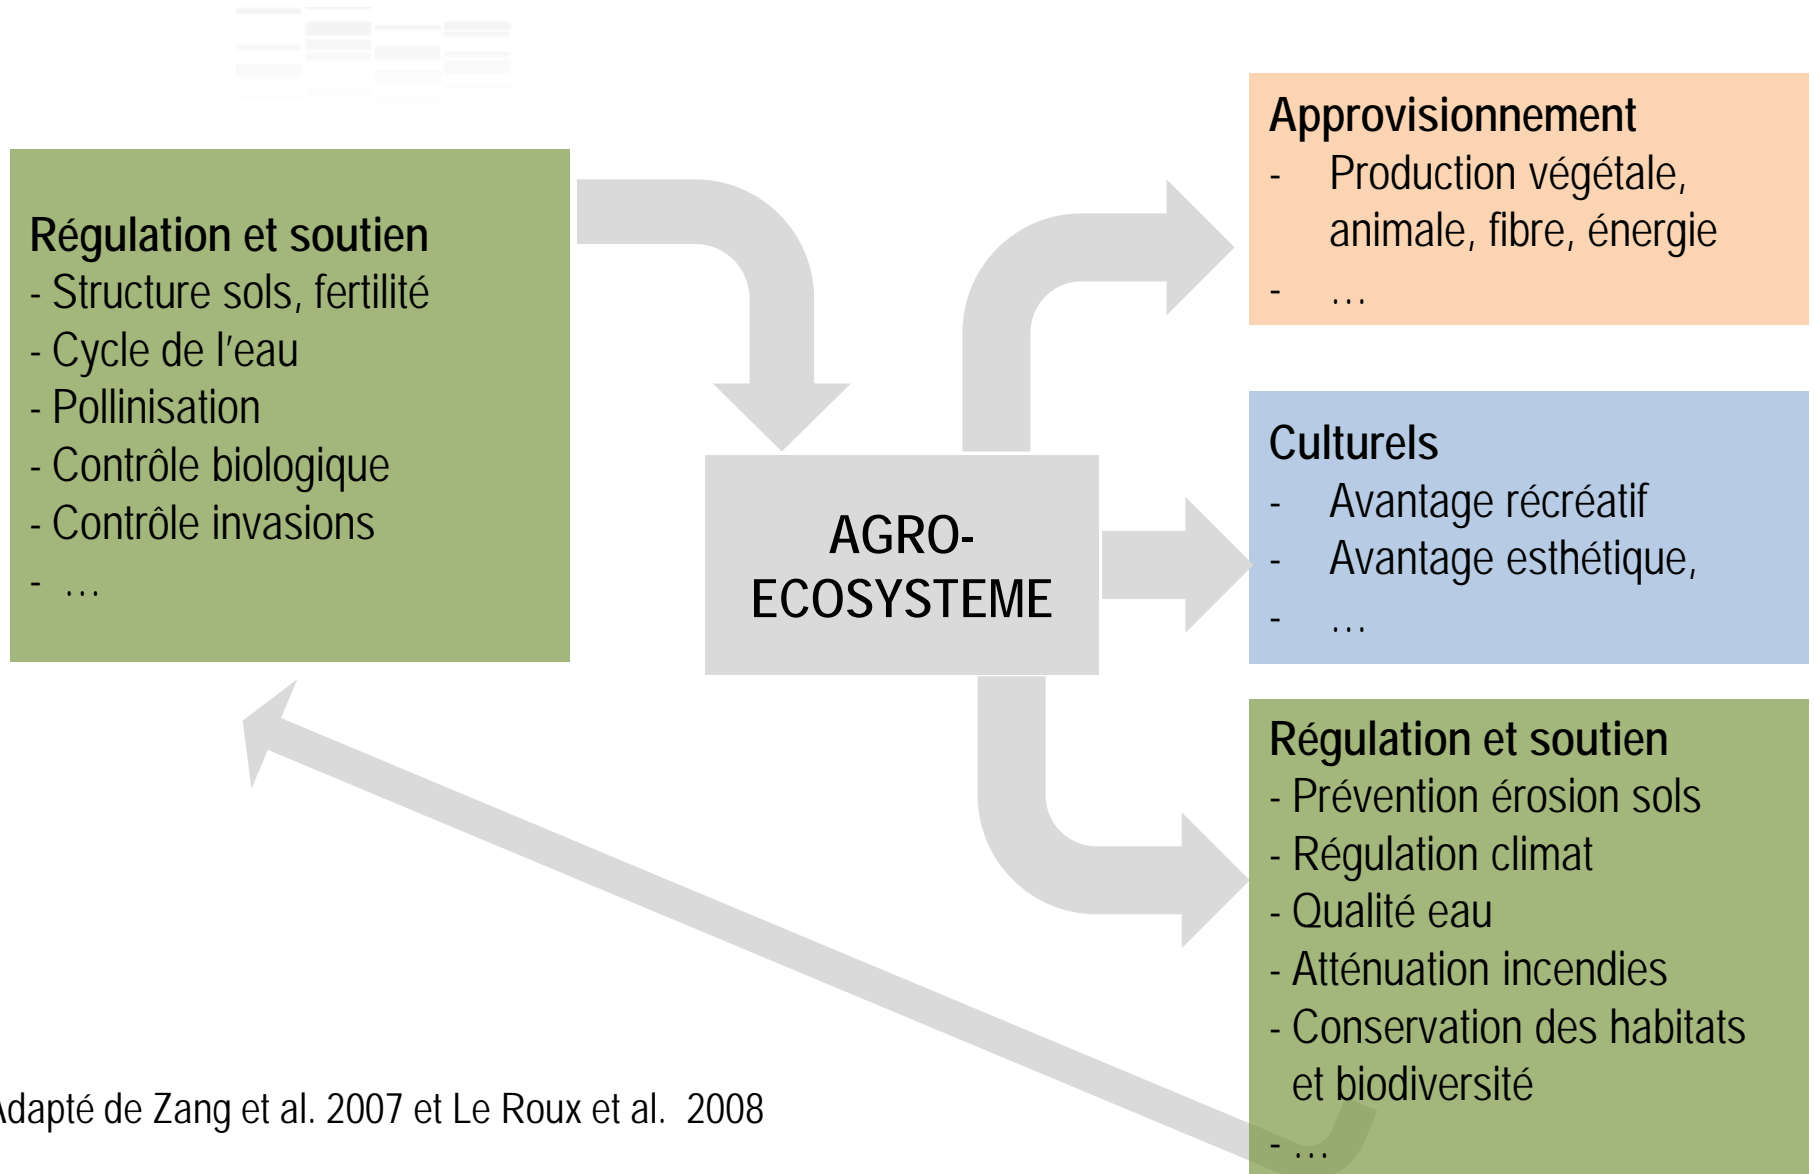 Régulation et soutien
- Structure sols, fertilité
- Cycle de l'eau
- Pollinisation
- Contrôle biologique
- Contrôle invasions
- …
AGRO-
ECOSYSTEME
Approvisionnement
- Production végétale,
animale, fibre, énergie
- …
Culturels
- Avantage récréatif
- Avantage esthétique,
- …
Régulation et soutien
- Prévention érosion sols
- Régulation climat
- Qualité eau
- Atténuation incendies
- Conservation des habitats
et biodiversité
- …
Adapté de Zang et al. 2007 et Le Roux et al. 2008